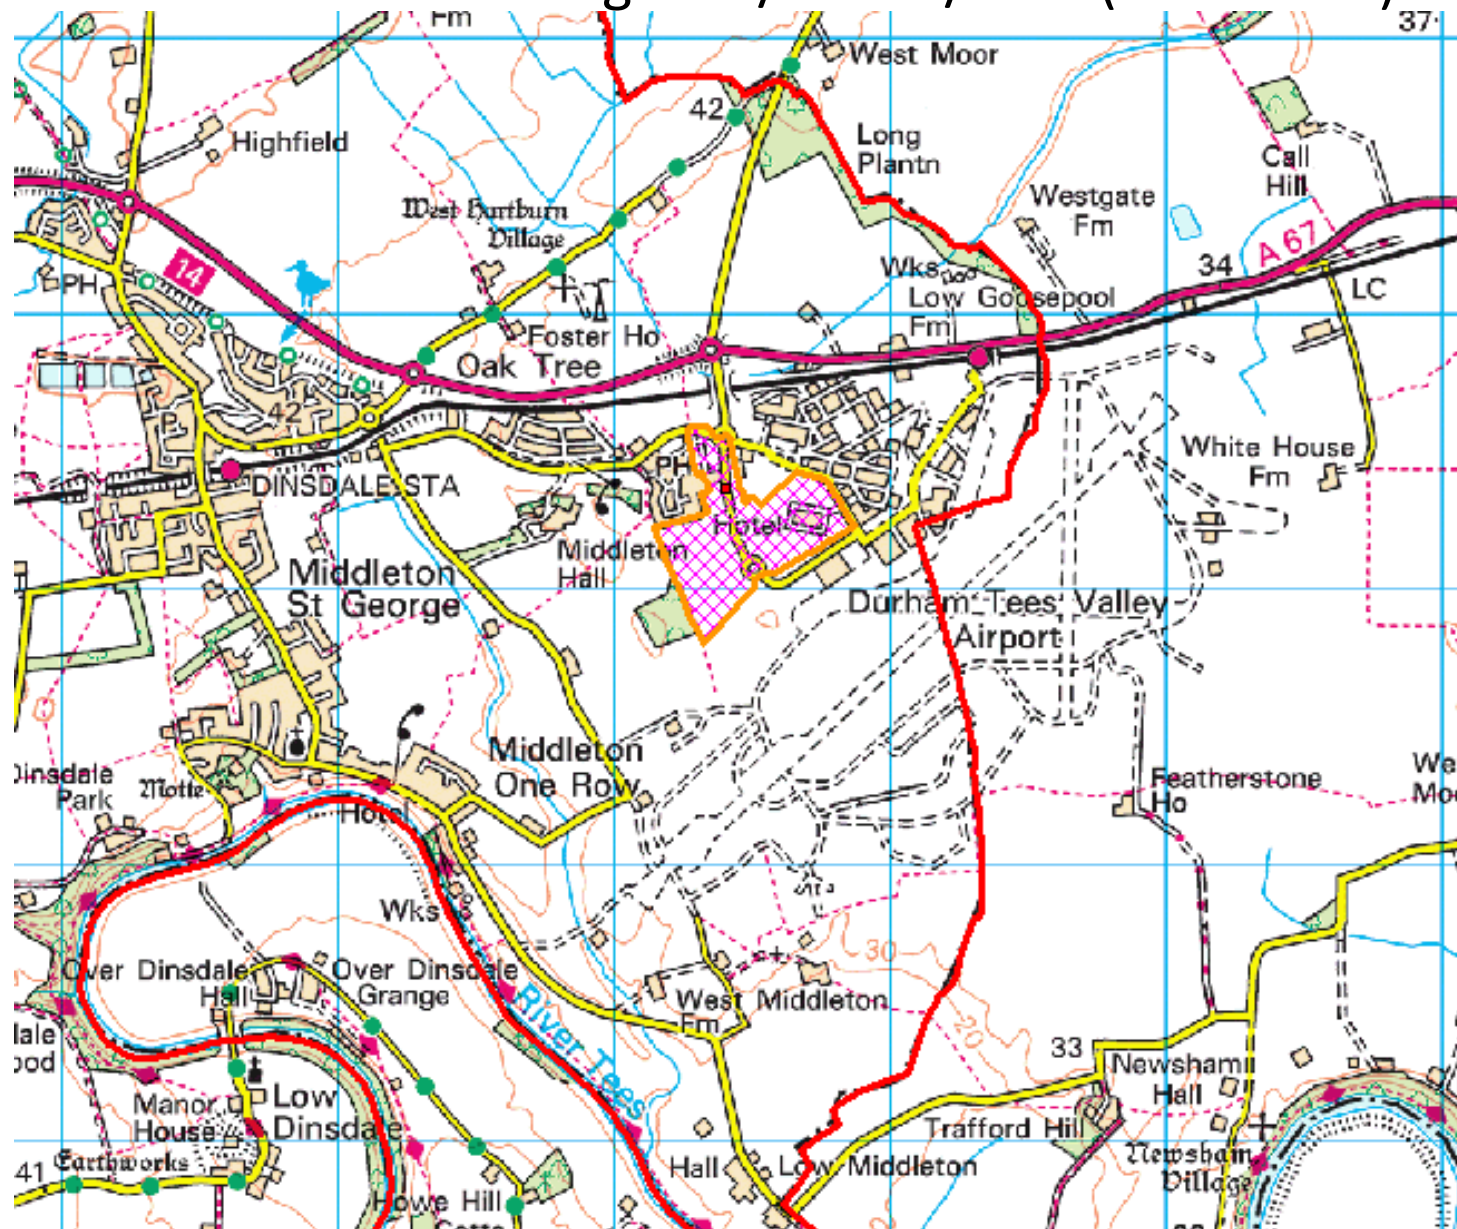 Fm
37
West Moor
42
Highfield
Long
Plantn
Call
Hill
Westgate
Fm
West Hartburn
Village
A 67
14
PH
Wks
34
Low Goosepool
Fm
LC
Foster Ho
Oak Tree
42
White House
Fm
PH
DINSDALE STA
Hotel
Middleton
Hall
Middleton
St George
Durham Tees Valley
Airport
Middleton
One Row
Dinsdale
Park
Motte
Featherstone
Ho
We
Moo
Hotel
Wks
30
Over Dinsdale
Hall
Over Dinsdale
Grange
River Tees
West Middleton
Fm
20
33
Newsham
Hall
dale
ood
Manor
House
Low
Dinsdale
Trafford Hill
Newsham
Village
41
Earthworks
Hall
Low Middleton
Howe Hill